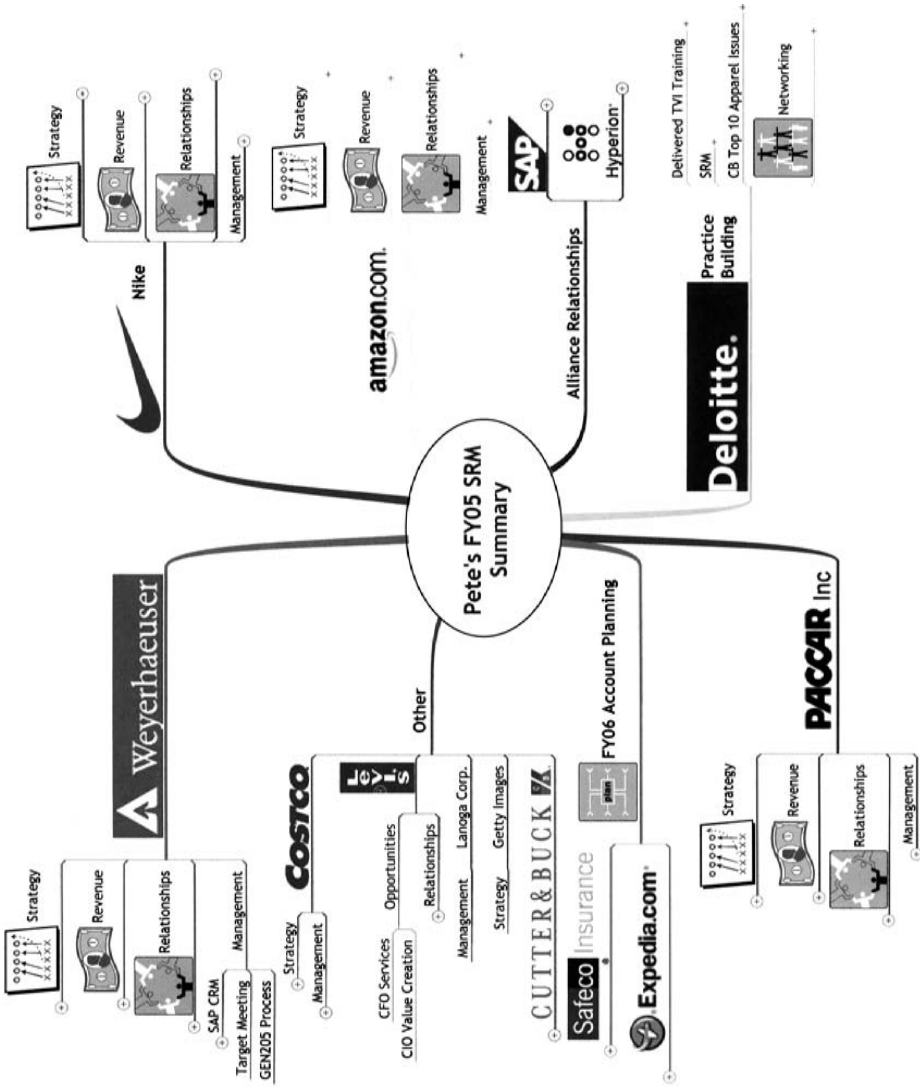 Pete's FY05 SRM
Summary
Nike
Strategy
Revenue
Relationships
Management
amazon.com.
Strategy
Revenue
Relationships
Management
Alliance Relationships
SAP
Hyperion
Deloitte.
Practice
Building
Delivered TVI Training
SRM
CB Top 10 Apparel Issues
Networking
Weyerhaeuser
Strategy
Revenue
Relationships
Management
SAP CRM
Target Meeting
GEN205 Process
Other
COSTCO
Strategy
Management
Levi.s
Opportunities
CFO Services
CIO Value Creation
Relationships
Lanoga Corp.
Management
Getty Images
Strategy
CUTTER & BUCK
FY06 Account Planning
plan
Safeco Insurance
Expedia.com
PACCAR Inc
Strategy
Revenue
Relationships
Management